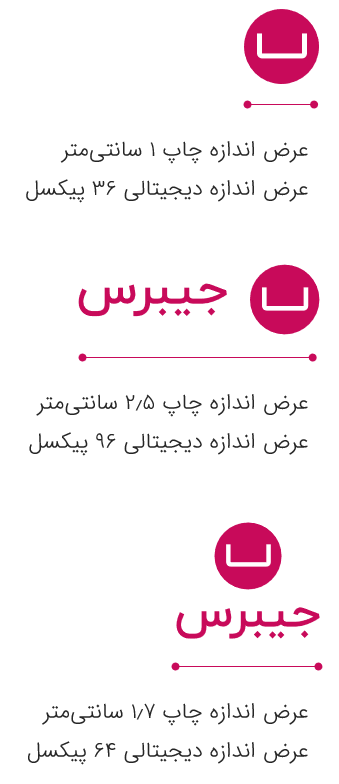 عرض اندازه چاپ ۱ سانتی‌متر
عرض اندازه دیجیتالی ۳۶ پیکسل
جیبرس
عرض اندازه چاپ ۲٫۵ سانتی‌متر
عرض اندازه دیجیتالی ۹۶ پیکسل
جیبرس
عرض اندازه چاپ ۱٫۷ سانتی‌متر
عرض اندازه دیجیتالی ۶۴ پیکسل